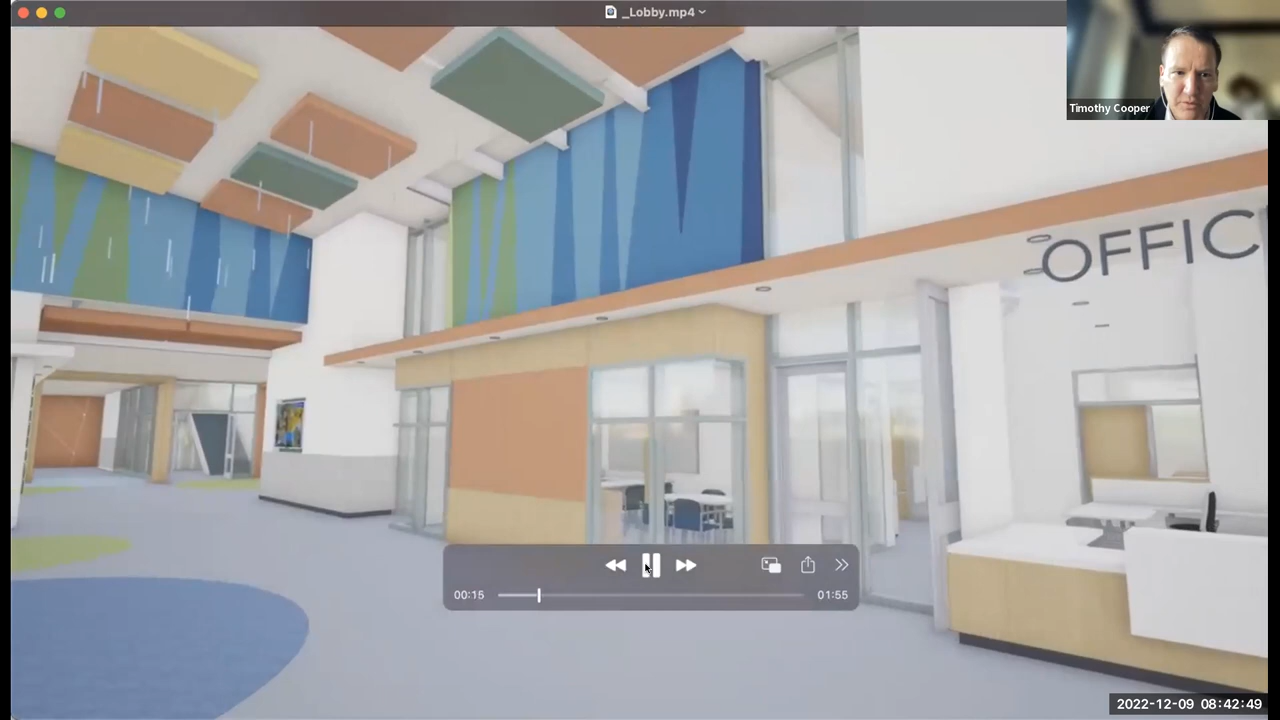 _Lobby.mp4
Timothy Cooper
OFFIC
00:15
01:55
2022-12-09 08:42:49